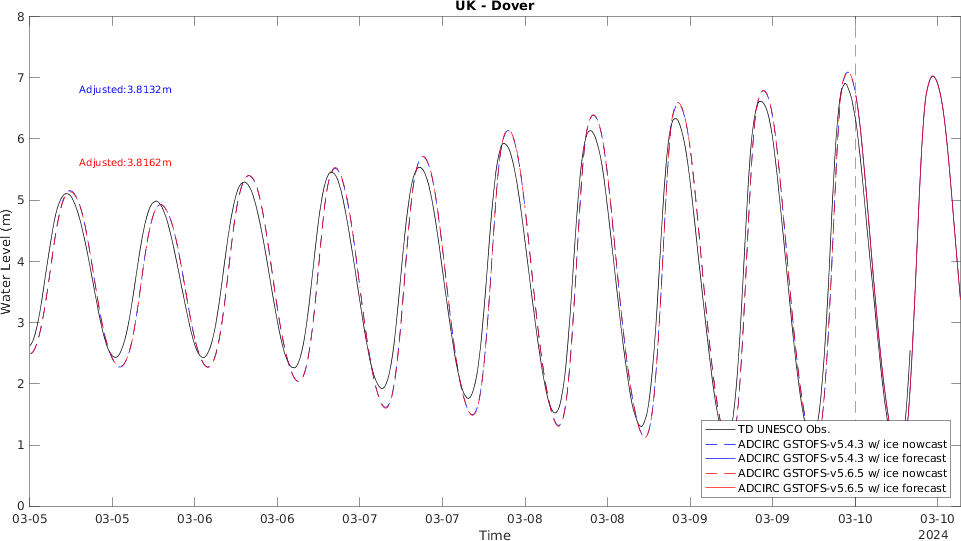 UK - Dover
8
7
6
5
4
3
2
1
0
Water Level (m)
Adjusted:3.8132m
Adjusted:3.8162m
TD UNESCO Obs.
ADCIRC GSTOFS-v5.4.3 w/ ice nowcast
ADCIRC GSTOFS-v5.4.3 w/ ice forecast
ADCIRC GSTOFS-v5.6.5 w/ ice nowcast
ADCIRC GSTOFS-v5.6.5 w/ ice forecast
03-05 03-05 03-06 03-06 03-07 03-07 03-08 03-08 03-09 03-09 03-10 03-10
2024
Time